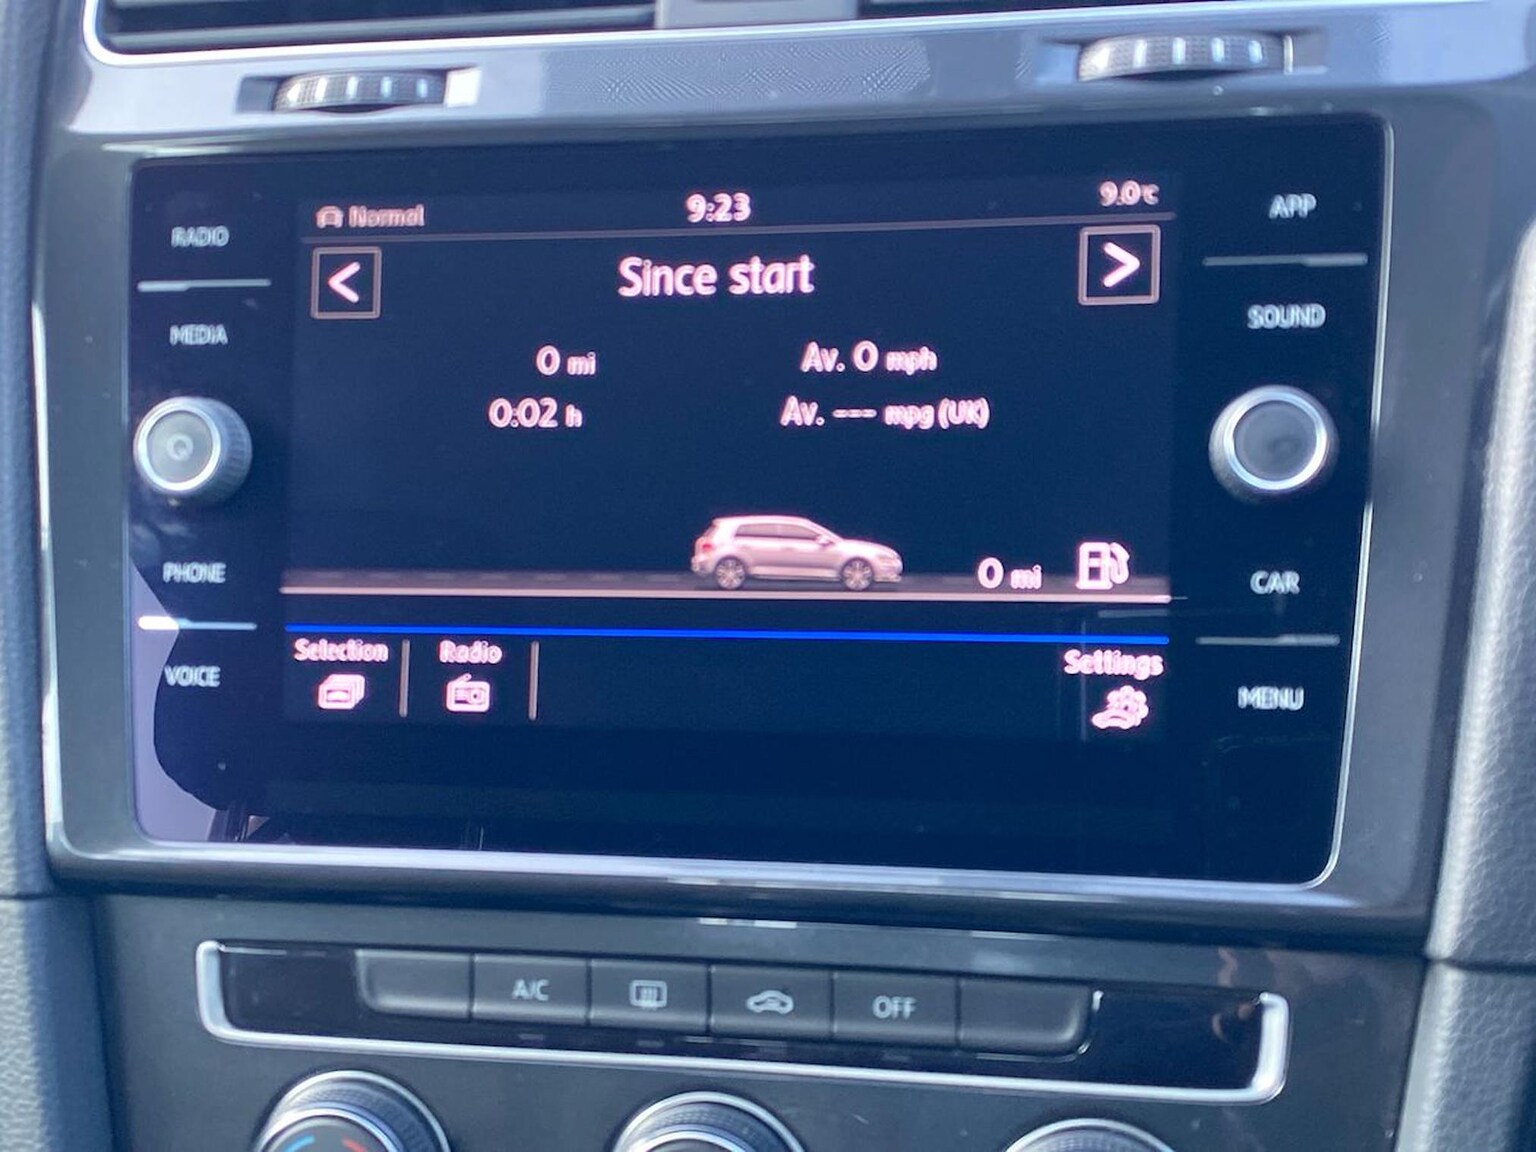 RADIO
MEDIA
PHONE
VOICE
Normal
9:23
9.0°C
<
Since start
>
0 mi
Av. 0 mph
0:02 h
Av. --- mpg (UK)
0 mi
Selection
Radio
Settings
APP
SOUND
CAR
MENU
A/C
OFF